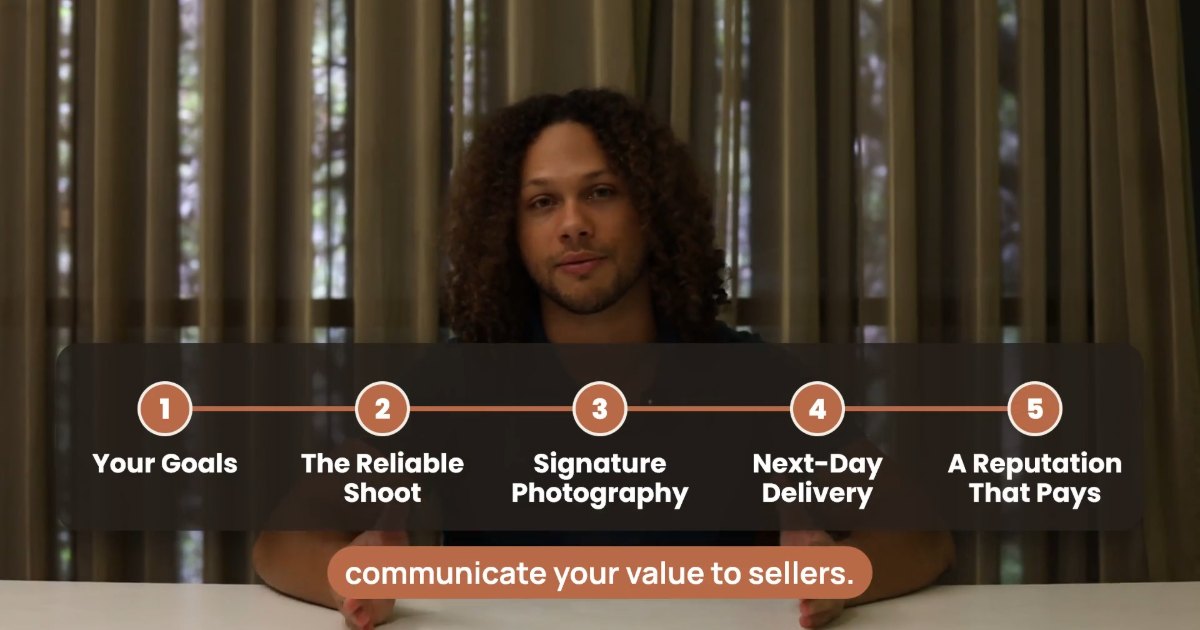 1
2
3
4
5
Your Goals
The Reliable
Shoot
Signature
Photography
Next-Day
Delivery
A Reputation
That Pays
communicate your value to sellers.